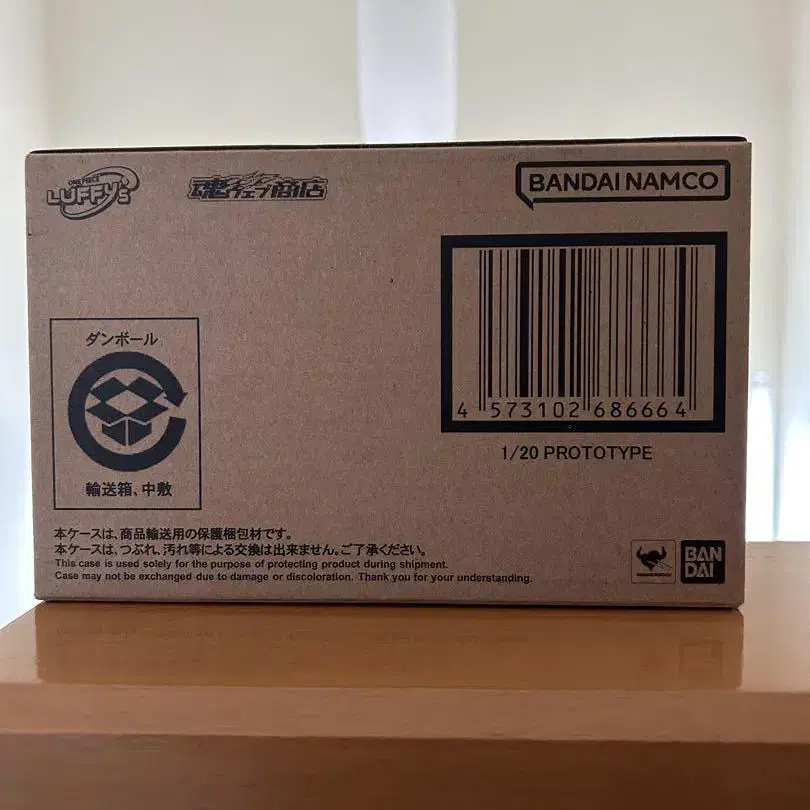 ONE PIECE
LUFFY's
魂ウェブ商店
BANDAI NAMCO
4 573102 686664
1/20 PROTOTYPE
ダンボール
輸送箱、中敷
本ケースは、商品輸送用の保護梱包材です。
本ケースは、つぶれ、汚れ等による交換は出来ません。ご了承ください。
This case is used solely for the purpose of protecting product during shipment.
Case may not be exchanged due to damage or discoloration. Thank you for your understanding.
BAN
DAI